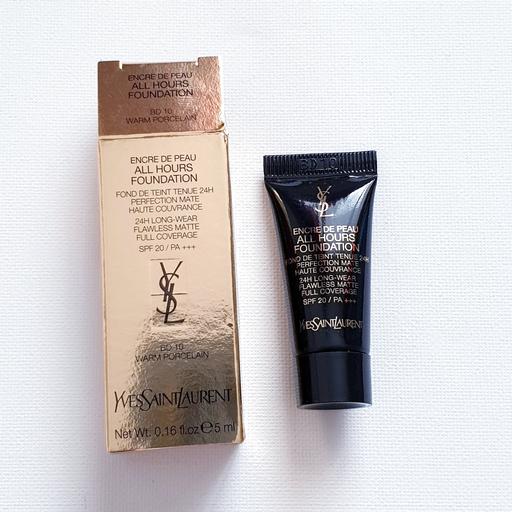 ENCRE DE PEAU
ALL HOURS
FOUNDATION
BD 10
WARM PORCELAIN
ENCRE DE PEAU
ALL HOURS
FOUNDATION
FOND DE TEINT TENUE 24H
PERFECTION MATE
HAUTE COUVRANCE
24H LONG-WEAR
FLAWLESS MATTE
FULL COVERAGE
SPF 20 / PA +++
YSL
BD 10
WARM PORCELAIN
YVESSAINTLAURENT
Net Wt. 0.16 fl.oz ℮ 5 ml
BD 10
YSL
ENCRE DE PEAU
ALL HOURS
FOUNDATION
FOND DE TEINT TENUE 24H
PERFECTION MATE
HAUTE COUVRANCE
24H LONG-WEAR
FLAWLESS MATTE
FULL COVERAGE
SPF 20 / PA +++
YVESSAINTLAURENT